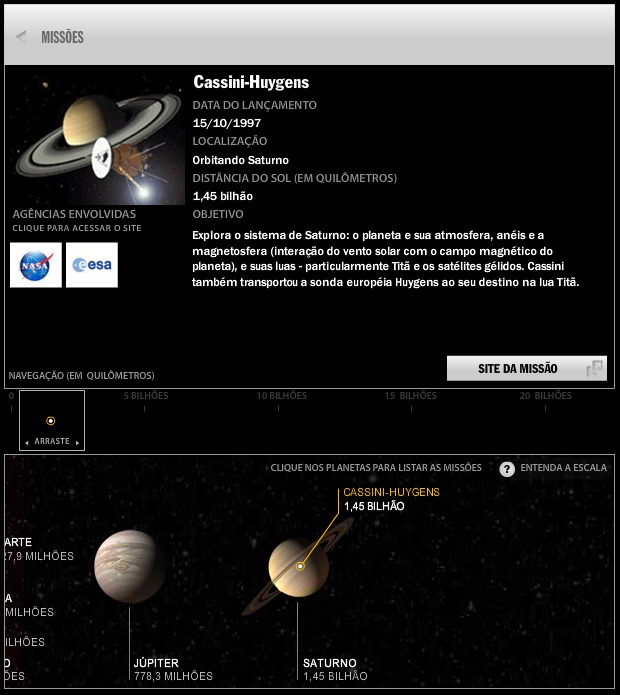 MISSÕES
Cassini-Huygens
DATA DO LANÇAMENTO
15/10/1997
LOCALIZAÇÃO
Orbitando Saturno
DISTÂNCIA DO SOL (EM QUILÔMETROS)
1,45 bilhão
OBJETIVO
Explora o sistema de Saturno: o planeta e sua atmosfera, anéis e a
magnetosfera (interação do vento solar com o campo magnético do
planeta), e suas luas - particularmente Titã e os satélites gélidos. Cassini
também transportou a sonda européia Huygens ao seu destino na lua Titã.
AGÊNCIAS ENVOLVIDAS
CLIQUE PARA ACESSAR O SITE
NASA
esa
SITE DA MISSÃO
NAVEGAÇÃO (EM QUILÔMETROS)
0 5 BILHÕES 10 BILHÕES 15 BILHÕES 20 BILHÕES
ARRASTE
CLIQUE NOS PLANETAS PARA LISTAR AS MISSÕES ? ENTENDA A ESCALA
CASSINI-HUYGENS
1,45 BILHÃO
ARTE
27,9 MILHÕES
A
MILHÕES
ILHÕES
O
ÕES
JÚPITER
778,3 MILHÕES
SATURNO
1,45 BILHÃO